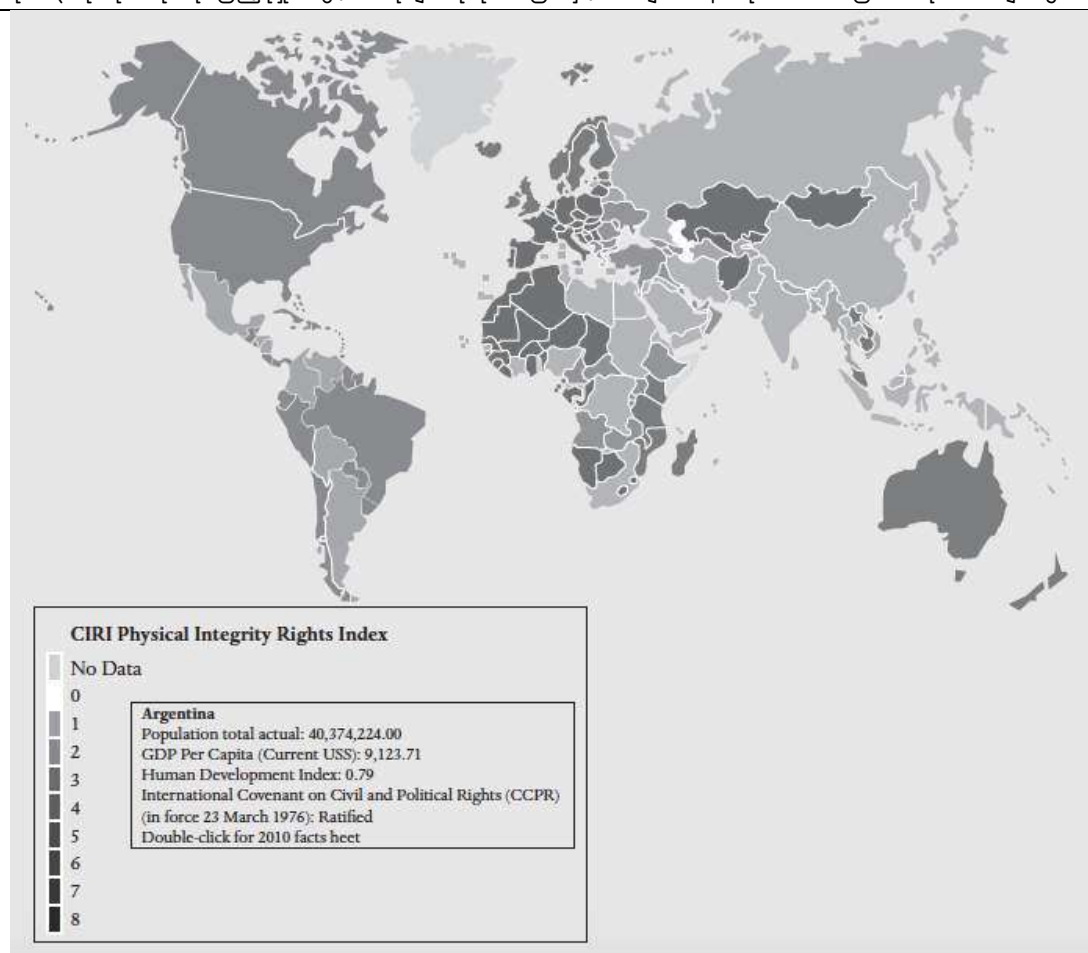 CIRI Physical Integrity Rights Index
No Data
0
1
2
3
4
5
6
7
8
Argentina
Population total actual: 40,374,224.00
GDP Per Capita (Current USS): 9,123.71
Human Development Index: 0.79
International Covenant on Civil and Political Rights (CCPR)
(in force 23 March 1976): Ratified
Double-click for 2010 facts heet